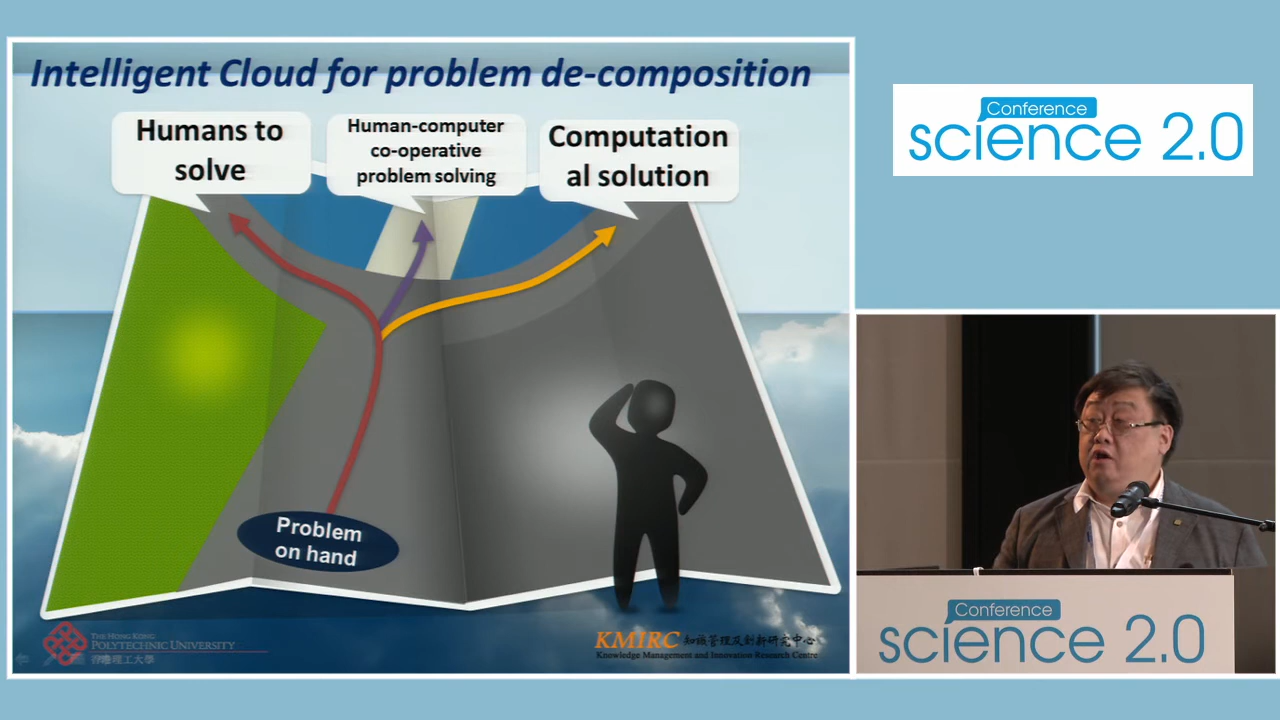 Intelligent Cloud for problem de-composition
Humans to
solve
Human-computer
co-operative
problem solving
Computation
al solution
Problem
on hand
THE HONG KONG
POLYTECHNIC UNIVERSITY
香港理工大學
KMIRC 知識管理及創新研究中心
Knowledge Management and Innovation Research Centre
Conference
science 2.0
Conference
science 2.0